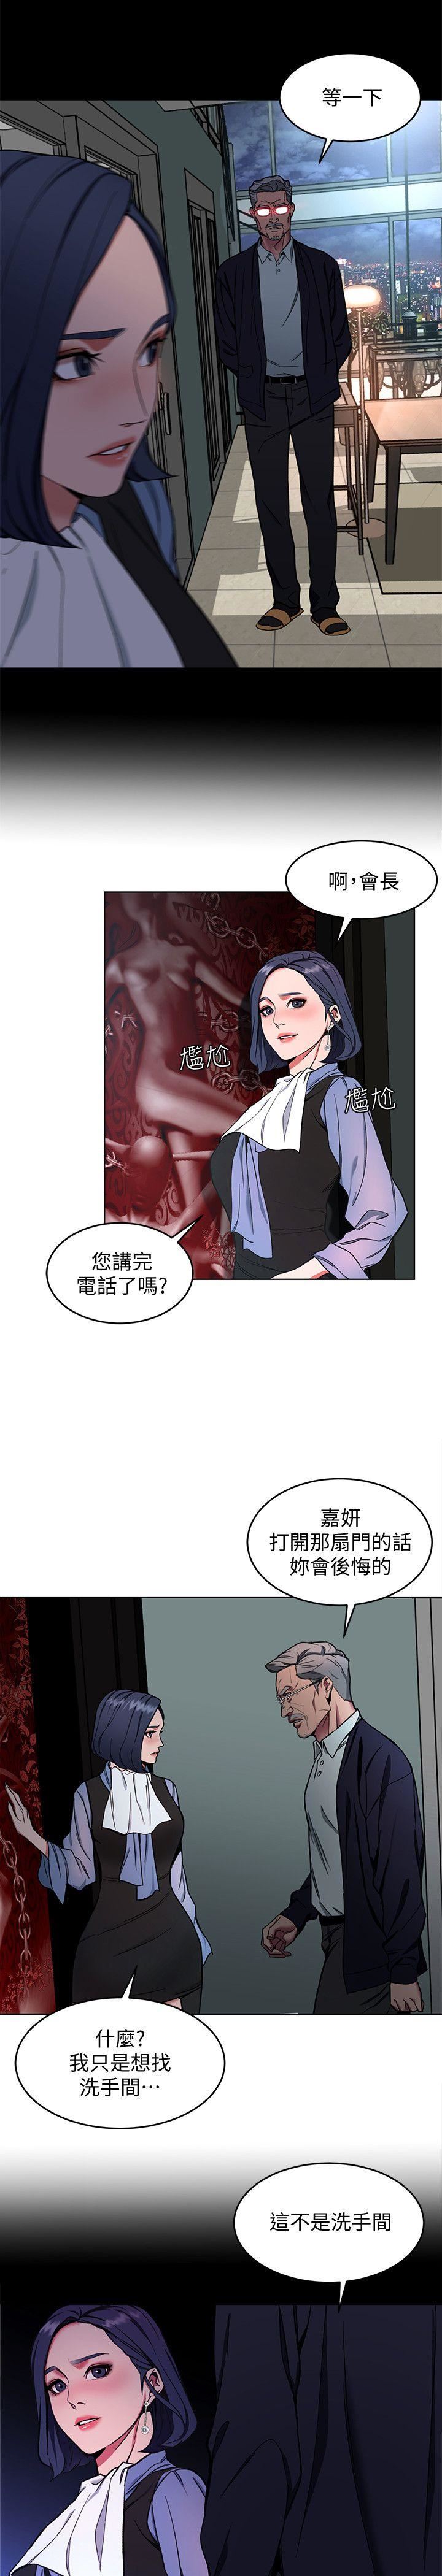 等一下
啊，會長
尷尬
尷尬
您講完
電話了嗎?
嘉妍
打開那扇門的話
妳會後悔的
什麼?
我只是想找
洗手間…
這不是洗手間